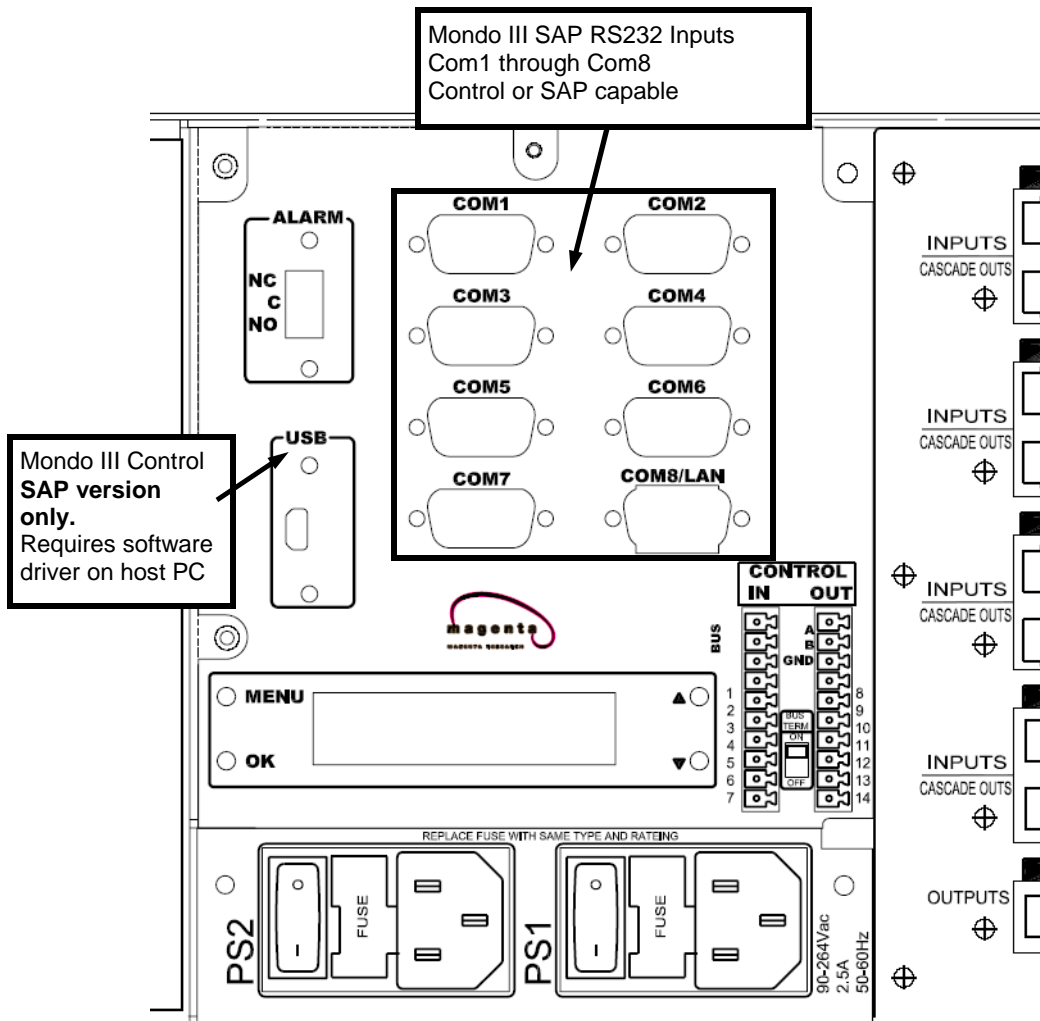 Mondo III SAP RS232 Inputs
Com1 through Com8
Control or SAP capable
ALARM
NC
C
NO
COM1
COM2
COM3
COM4
COM5
COM6
COM7
COM8/LAN
USB
Mondo III Control
SAP version
only.
Requires software
driver on host PC
magenta
MAGENTA RESEARCH
MENU
OK
CONTROL
IN OUT
BUS
A
B
GND
1
2
3
4
5
6
7
BUS
TERM
ON
OFF
8
9
10
11
12
13
14
REPLACE FUSE WITH SAME TYPE AND RATEING
PS2
FUSE
PS1
FUSE
90-264Vac
2.5A
50-60Hz
INPUTS
CASCADE OUTS
INPUTS
CASCADE OUTS
INPUTS
CASCADE OUTS
INPUTS
CASCADE OUTS
OUTPUTS